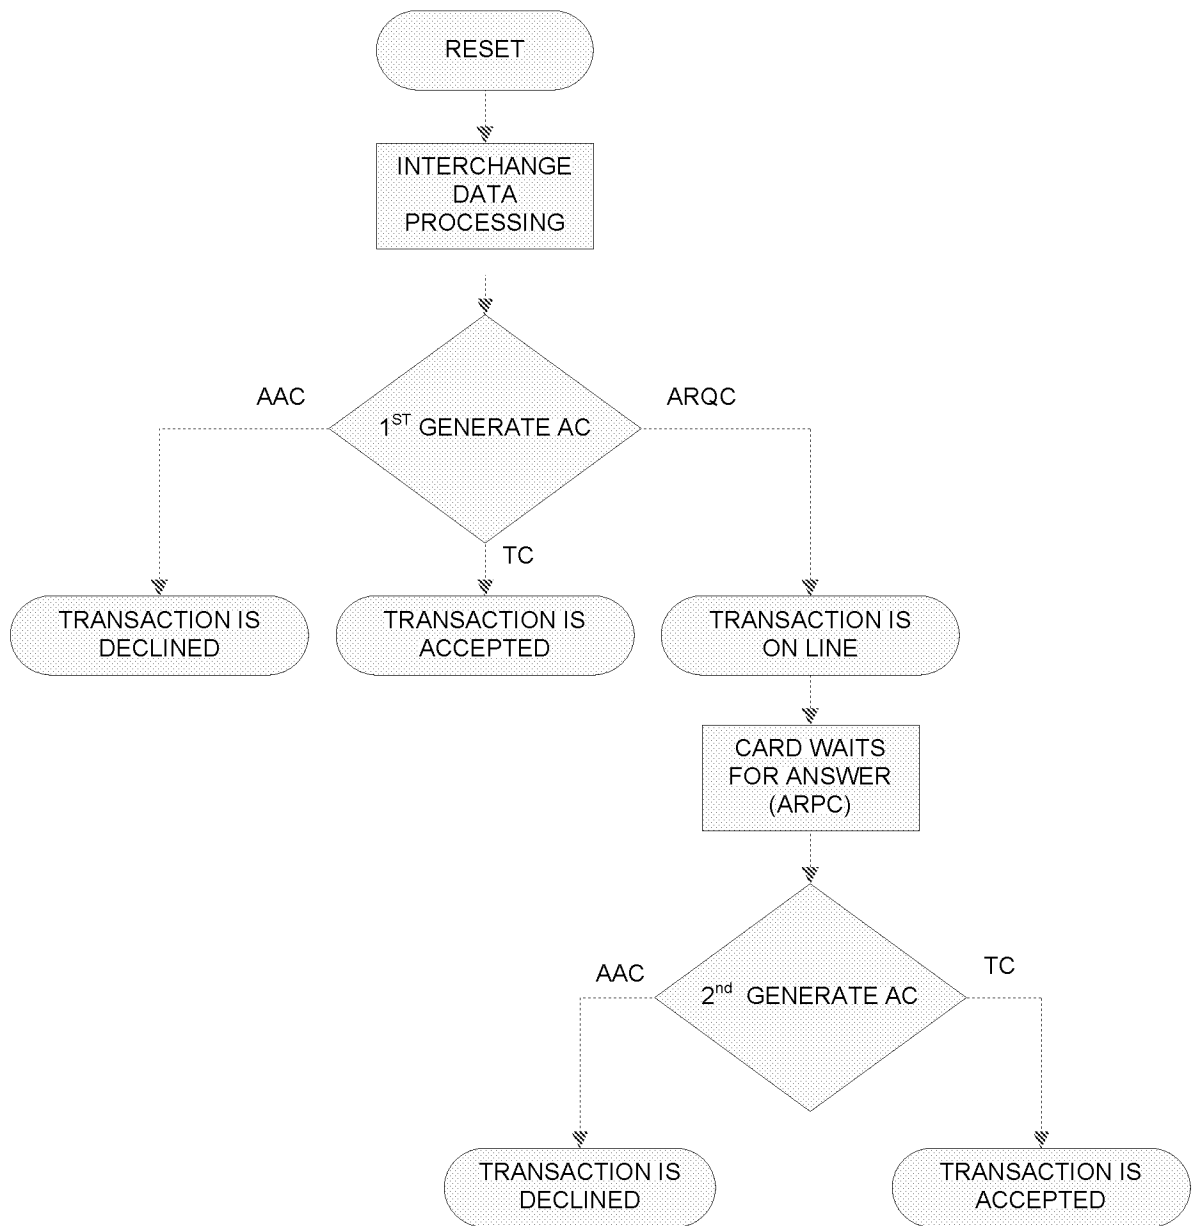 RESET
INTERCHANGE
DATA
PROCESSING
AAC
ARQC
1ST GENERATE AC
TC
TRANSACTION IS
DECLINED
TRANSACTION IS
ACCEPTED
TRANSACTION IS
ON LINE
CARD WAITS
FOR ANSWER
(ARPC)
AAC
TC
2nd GENERATE AC
TRANSACTION IS
DECLINED
TRANSACTION IS
ACCEPTED